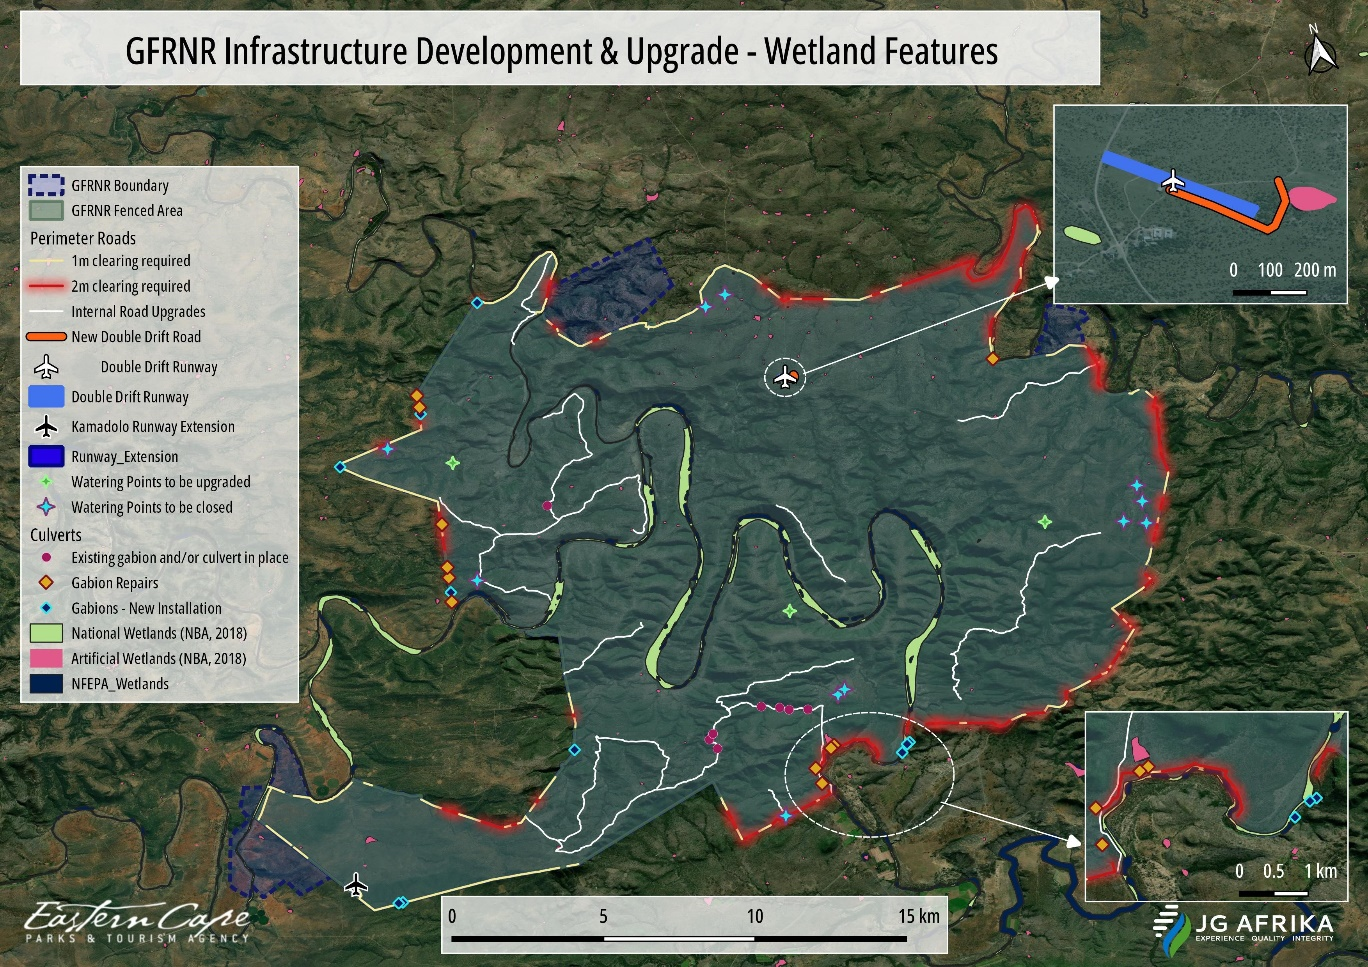 GFRNR Infrastructure Development & Upgrade - Wetland Features
N
GFRNR Boundary
GFRNR Fenced Area
Perimeter Roads
1m clearing required
2m clearing required
Internal Road Upgrades
New Double Drift Road
Double Drift Runway
Double Drift Runway
Kamadolo Runway Extension
Runway_Extension
Watering Points to be upgraded
Watering Points to be closed
Culverts
Existing gabion and/or culvert in place
Gabion Repairs
Gabions - New Installation
National Wetlands (NBA, 2018)
Artificial Wetlands (NBA, 2018)
NFEPA_Wetlands
0 100 200 m
0 0.5 1 km
0 5 10 15 km
Eastern Cape
PARKS & TOURISM AGENCY
JG AFRIKA
EXPERIENCE QUALITY INTEGRITY